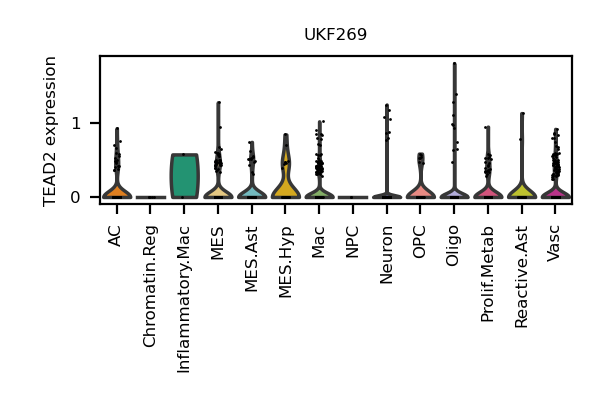 UKF269
TEAD2 expression
1
0
AC
Chromatin.Reg
Inflammatory.Mac
MES
MES.Ast
MES.Hyp
Mac
NPC
Neuron
OPC
Oligo
Prolif.Metab
Reactive.Ast
Vasc